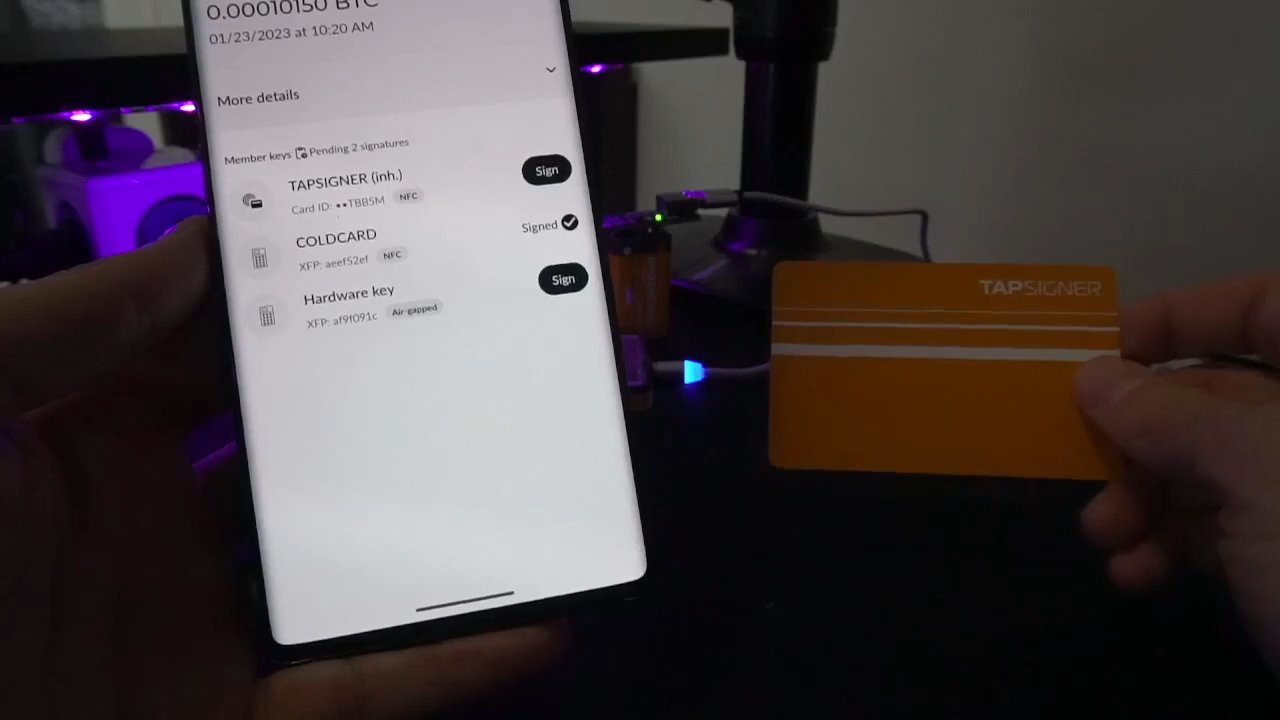 0.00010150 BTC
01/23/2023 at 10:20 AM
More details
Member keys Pending 2 signatures
TAPSIGNER (inh.)
Card ID: ••TBB5M NFC
Sign
COLDCARD
XFP: aeef52ef NFC
Signed
Hardware key
XFP: af9f091c Air-gapped
Sign
TAPSIGNER